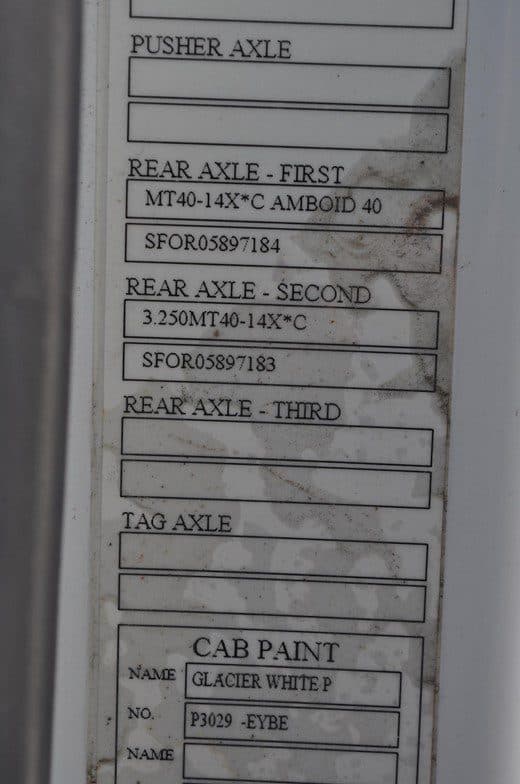 PUSHER AXLE
REAR AXLE - FIRST
MT40-14X*C AMBOID 40
SFOR05897184
REAR AXLE - SECOND
3.250MT40-14X*C
SFOR05897183
REAR AXLE - THIRD
TAG AXLE
CAB PAINT
NAME GLACIER WHITE P
NO. P3029 -EYBE
NAME